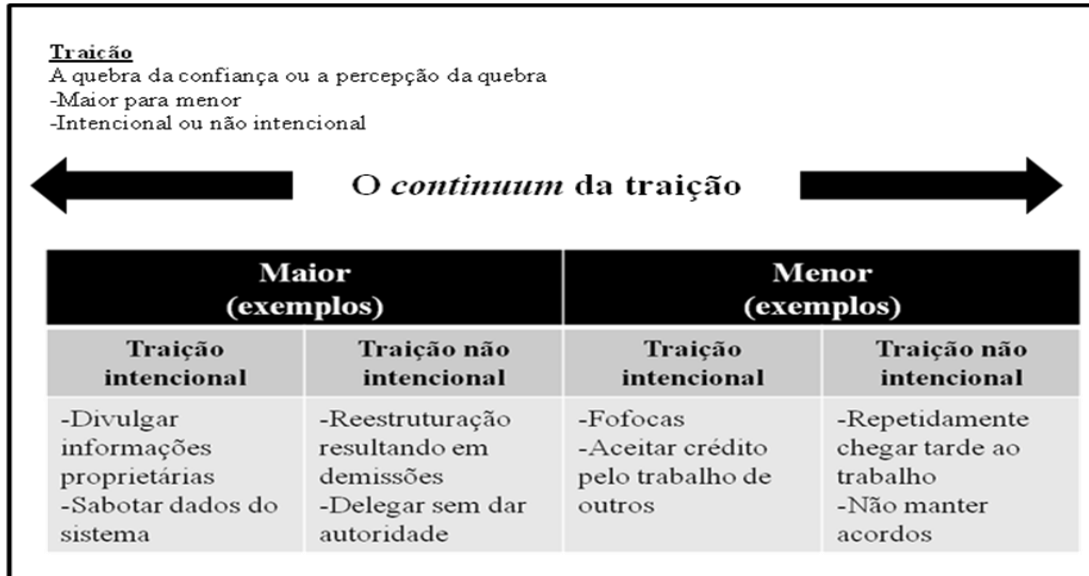 Traição
A quebra da confiança ou a percepção da quebra
-Maior para menor
-Intencional ou não intencional
O continuum da traição
Maior
(exemplos)
Menor
(exemplos)
Traição
intencional
Traição não
intencional
Traição
intencional
Traição não
intencional
-Divulgar
informações
proprietárias
-Sabotar dados do
sistema
-Reestruturação
resultando em
demissões
-Delegar sem dar
autoridade
-Fofocas
-Aceitar crédito
pelo trabalho de
outros
-Repetidamente
chegar tarde ao
trabalho
-Não manter
acordos